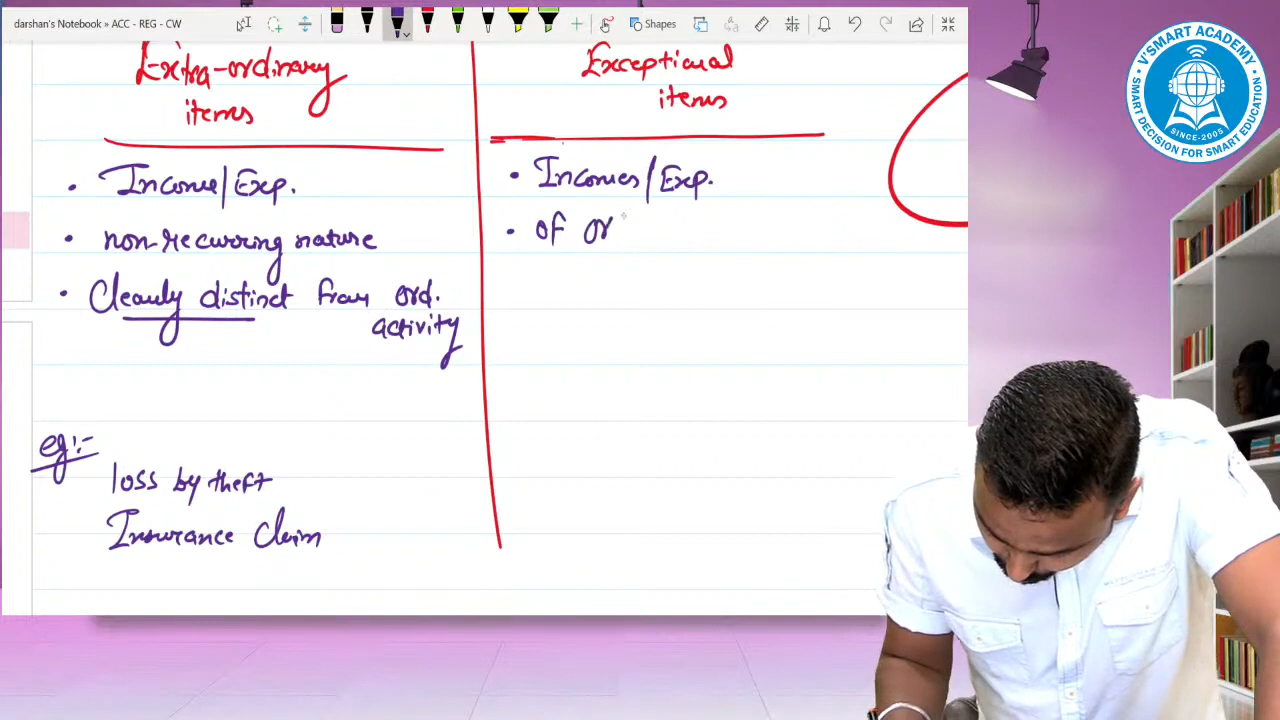 darshan's Notebook » ACC - REG - CW
Shapes
V'SMART ACADEMY
SMART DECISION FOR SMART EDUCATION
SINCE-2005
Extra-ordinary
items
• Income/Exp.
• non-recurring nature
• Clearly distinct from ord.
activity
eg:-
loss by theft
Insurance Claim
Exceptional
items
• Incomes/Exp.
• of or